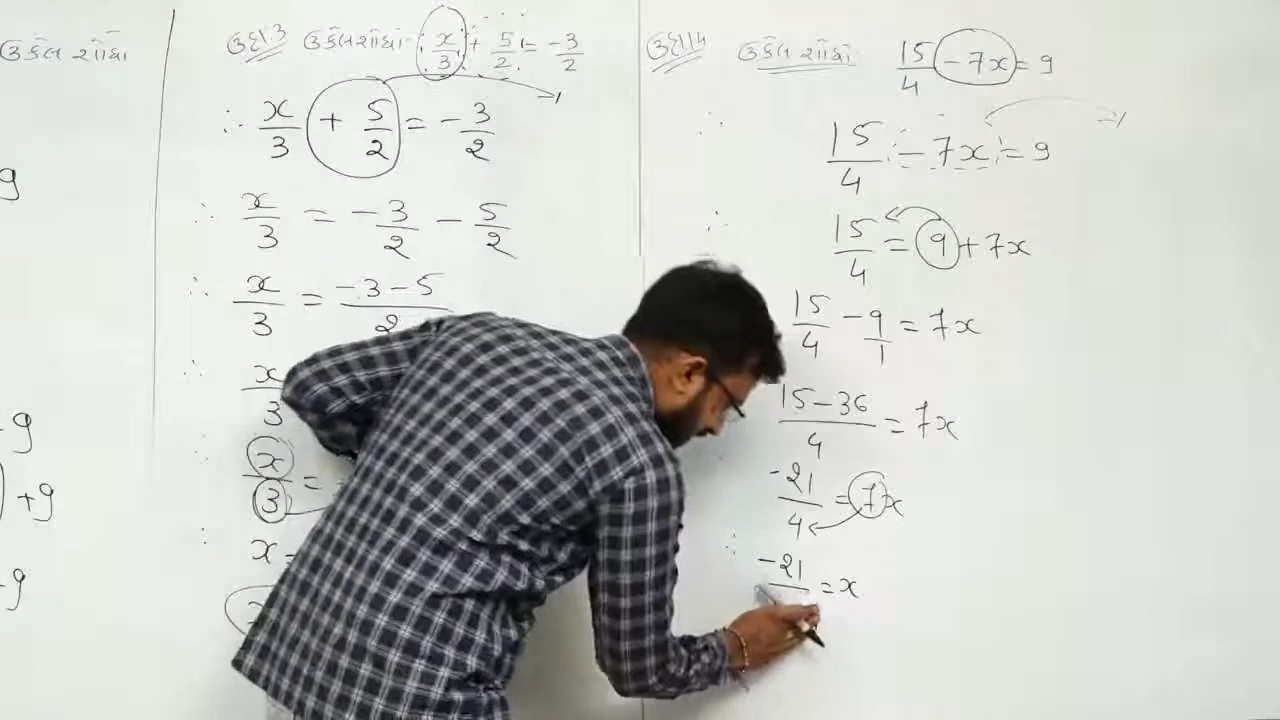 ઉકેલ શોધો
9
- 9
+ 9
- 9
ઉદા.3 ઉકેલ શોધો. x/3 + 5/2 = -3/2
∴ x/3 + 5/2 = -3/2
∴ x/3 = -3/2 - 5/2
∴ x/3 = -3-5/2
∴ x/3
∴ x/3 =
∴ x =
ઉદા.4 ઉકેલ શોધો 15/4 - 7x = 9
∴ 15/4 - 7x = 9
∴ 15/4 = 9 + 7x
15/4 - 9/1 = 7x
15-36/4 = 7x
-21/4 = 7x
∴ -21/ = x